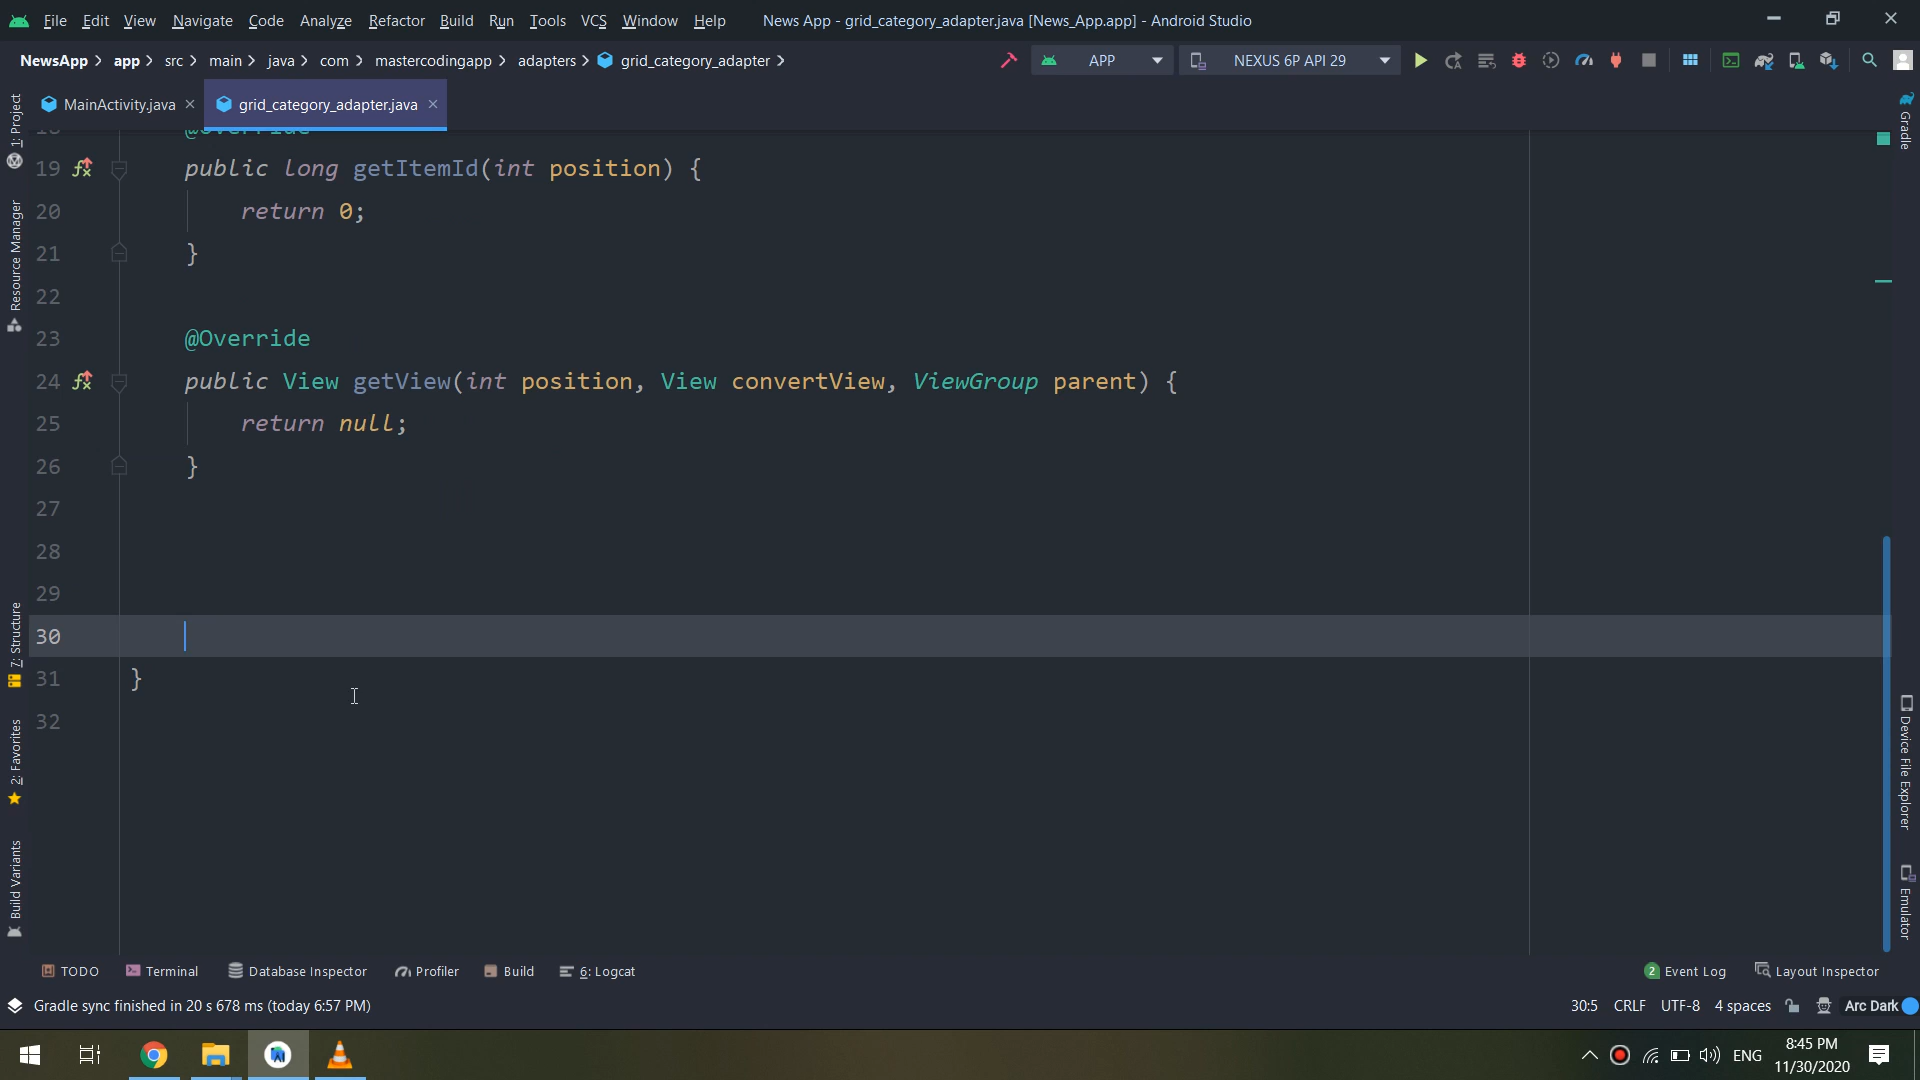 File Edit View Navigate Code Analyze Refactor Build Run Tools VCS Window Help News App - grid_category_adapter.java [News_App.app] - Android Studio
NewsApp app src main java com mastercodingapp adapters grid_category_adapter APP NEXUS 6P API 29
MainActivity.java grid_category_adapter.java
1: Project
Resource Manager
7: Structure
2: Favorites
Build Variants
18 @Override
19 public long getItemId(int position) {
20 return 0;
21 }
22
23 @Override
24 public View getView(int position, View convertView, ViewGroup parent) {
25 return null;
26 }
27
28
29
30
31 }
32
Gradle
Device File Explorer
Emulator
TODO Terminal Database Inspector Profiler Build 6: Logcat 2 Event Log Layout Inspector
Gradle sync finished in 20 s 678 ms (today 6:57 PM) 30:5 CRLF UTF-8 4 spaces Arc Dark
ENG 8:45 PM
11/30/2020